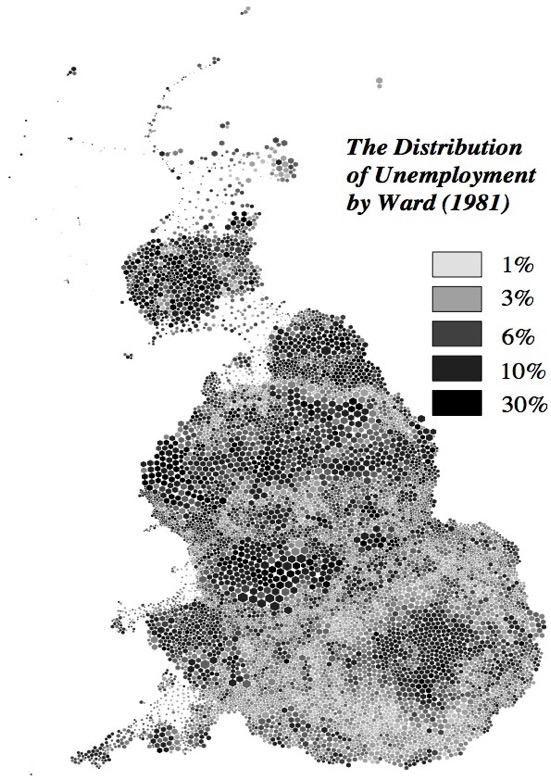 The Distribution
of Unemployment
by Ward (1981)
1%
3%
6%
10%
30%